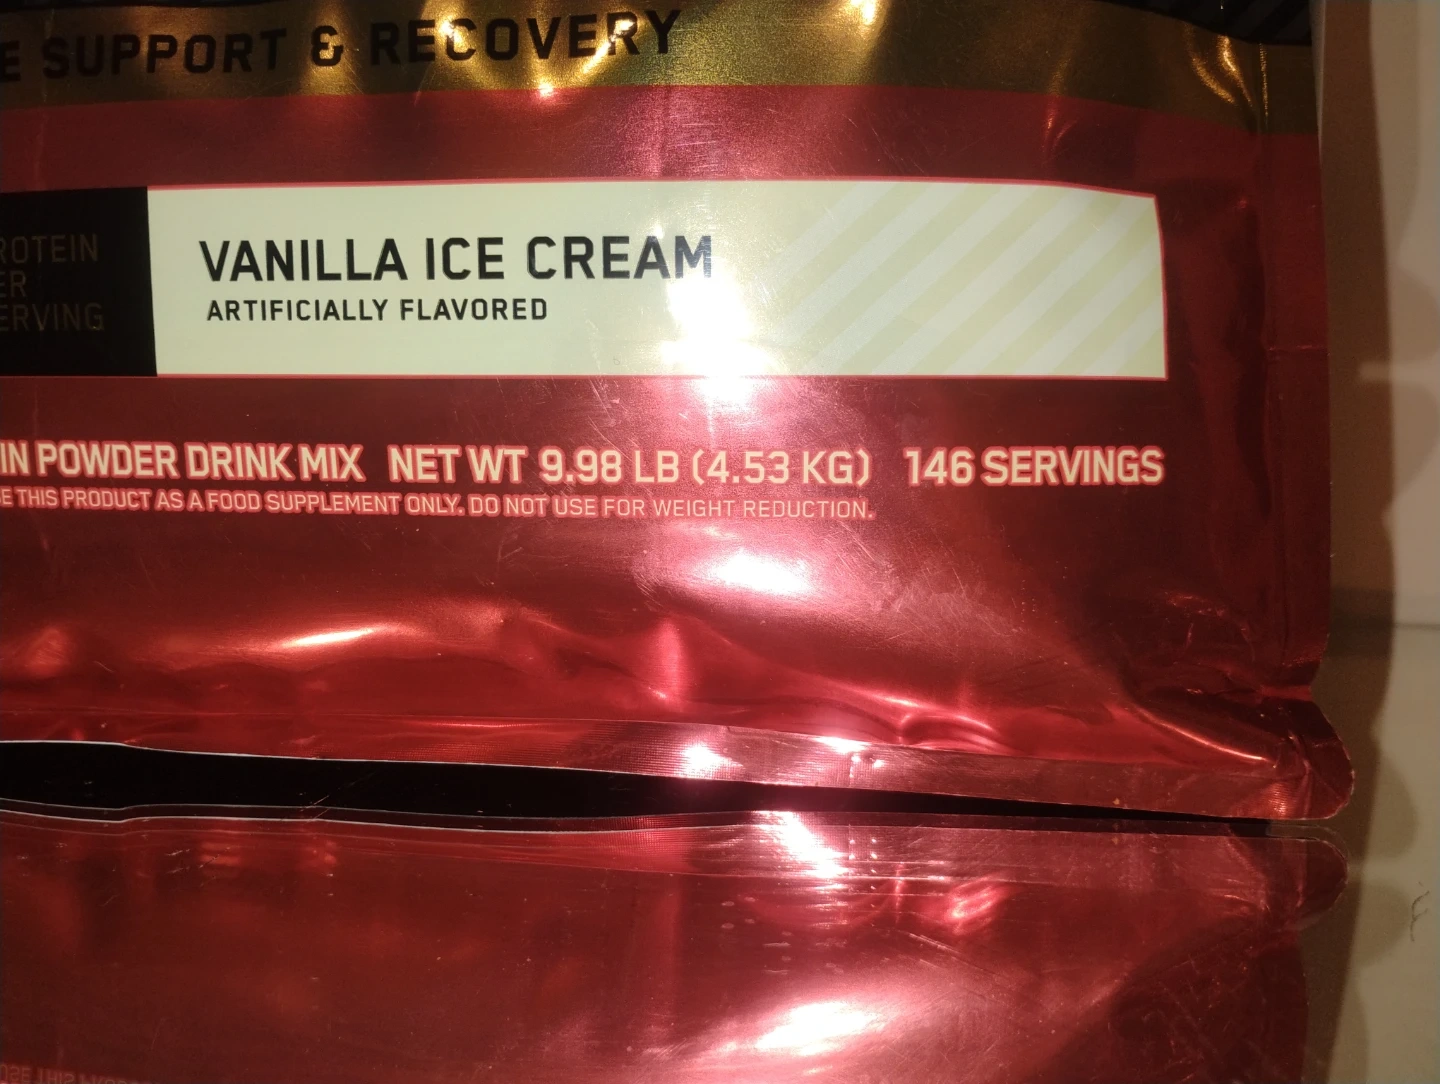 E SUPPORT & RECOVERY
ROTEIN
ER
ERVING
VANILLA ICE CREAM
ARTIFICIALLY FLAVORED
IN POWDER DRINK MIX NET WT 9.98 LB (4.53 KG) 146 SERVINGS
E THIS PRODUCT AS A FOOD SUPPLEMENT ONLY. DO NOT USE FOR WEIGHT REDUCTION.